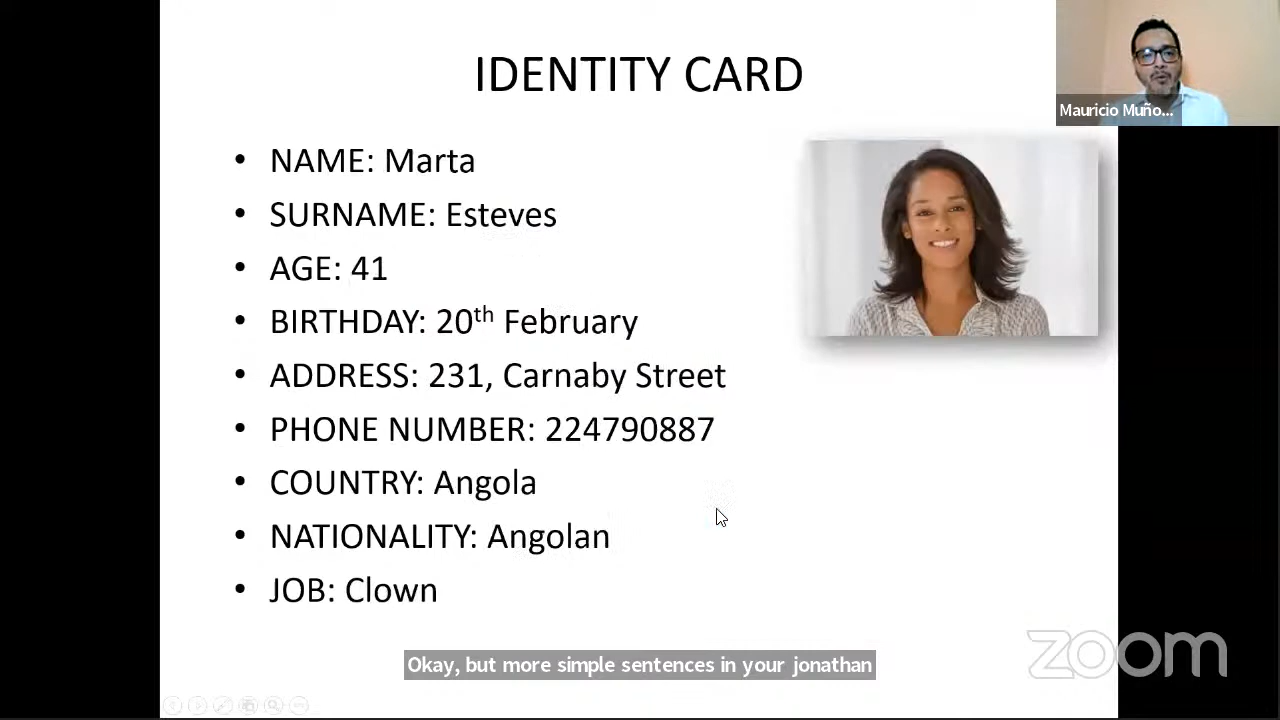 IDENTITY CARD
Mauricio Muño...
• NAME: Marta
• SURNAME: Esteves
• AGE: 41
• BIRTHDAY: 20th February
• ADDRESS: 231, Carnaby Street
• PHONE NUMBER: 224790887
• COUNTRY: Angola
• NATIONALITY: Angolan
• JOB: Clown
Okay, but more simple sentences in your jonathan
zoom